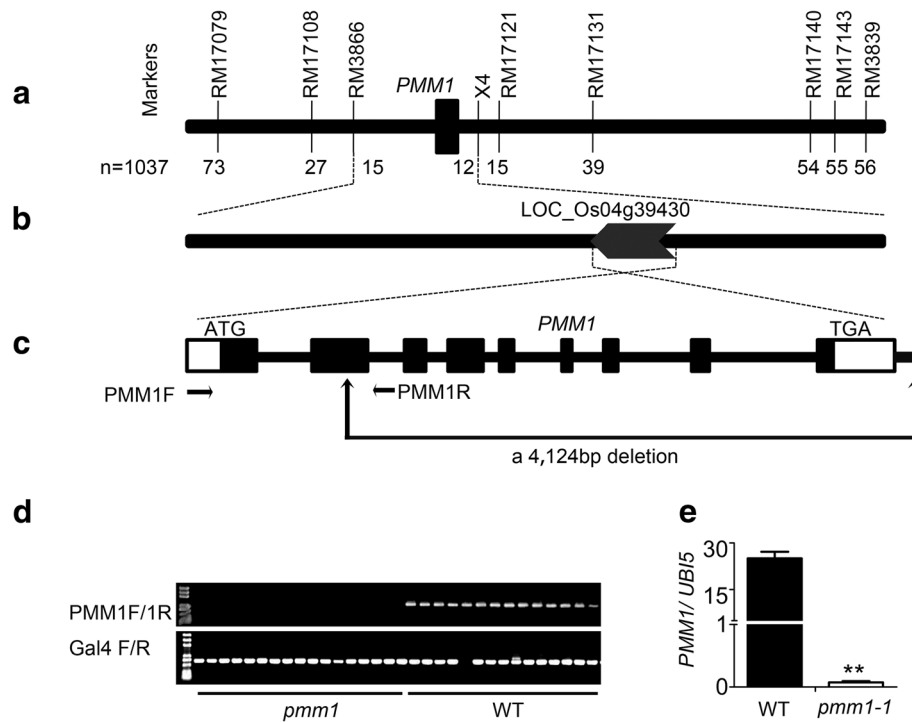 a
Markers
RM17079
RM17108
RM3866
PMM1
X4
RM17121
RM17131
RM17140
RM17143
RM3839
n=1037 73 27 15 12 15 39 54 55 56
b
LOC_Os04g39430
c
ATG PMM1 TGA
PMM1F PMM1R
a 4,124bp deletion
d
PMM1F/1R
Gal4 F/R
pmm1 WT
e
PMM1/ UBI5
30
15
1
0
**
WT pmm1-1